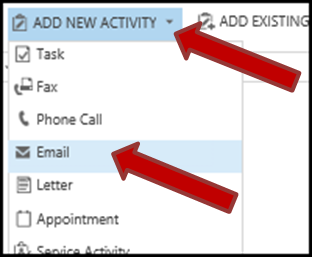 ADD NEW ACTIVITY ADD EXISTING
Task
Fax
Phone Call
Email
Letter
Appointment
Service Activity